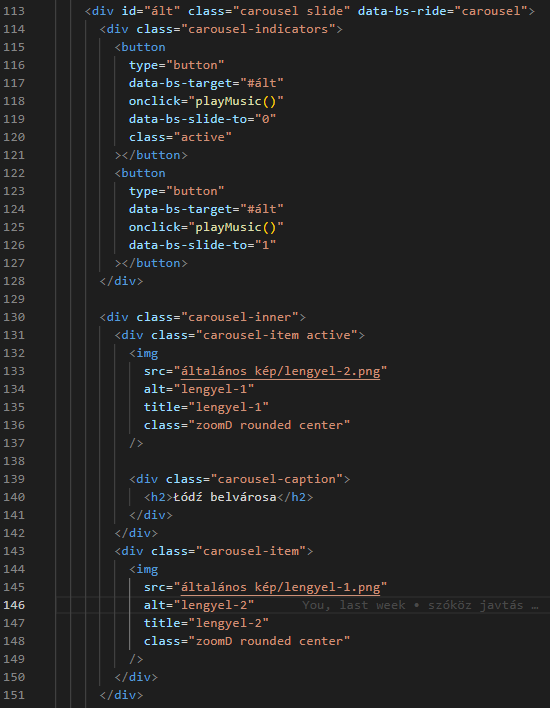 113 <div id="ált" class="carousel slide" data-bs-ride="carousel">
114 <div class="carousel-indicators">
115 <button
116 type="button"
117 data-bs-target="#ált"
118 onclick="playMusic()"
119 data-bs-slide-to="0"
120 class="active"
121 ></button>
122 <button
123 type="button"
124 data-bs-target="#ált"
125 onclick="playMusic()"
126 data-bs-slide-to="1"
127 ></button>
128 </div>
129
130 <div class="carousel-inner">
131 <div class="carousel-item active">
132 <img
133 src="általános kép/lengyel-2.png"
134 alt="lengyel-1"
135 title="lengyel-1"
136 class="zoomD rounded center"
137 />
138
139 <div class="carousel-caption">
140 <h2>Łódź belvárosa</h2>
141 </div>
142 </div>
143 <div class="carousel-item">
144 <img
145 src="általános kép/lengyel-1.png"
146 alt="lengyel-2" You, last week • szóköz javtás …
147 title="lengyel-2"
148 class="zoomD rounded center"
149 />
150 </div>
151 </div>